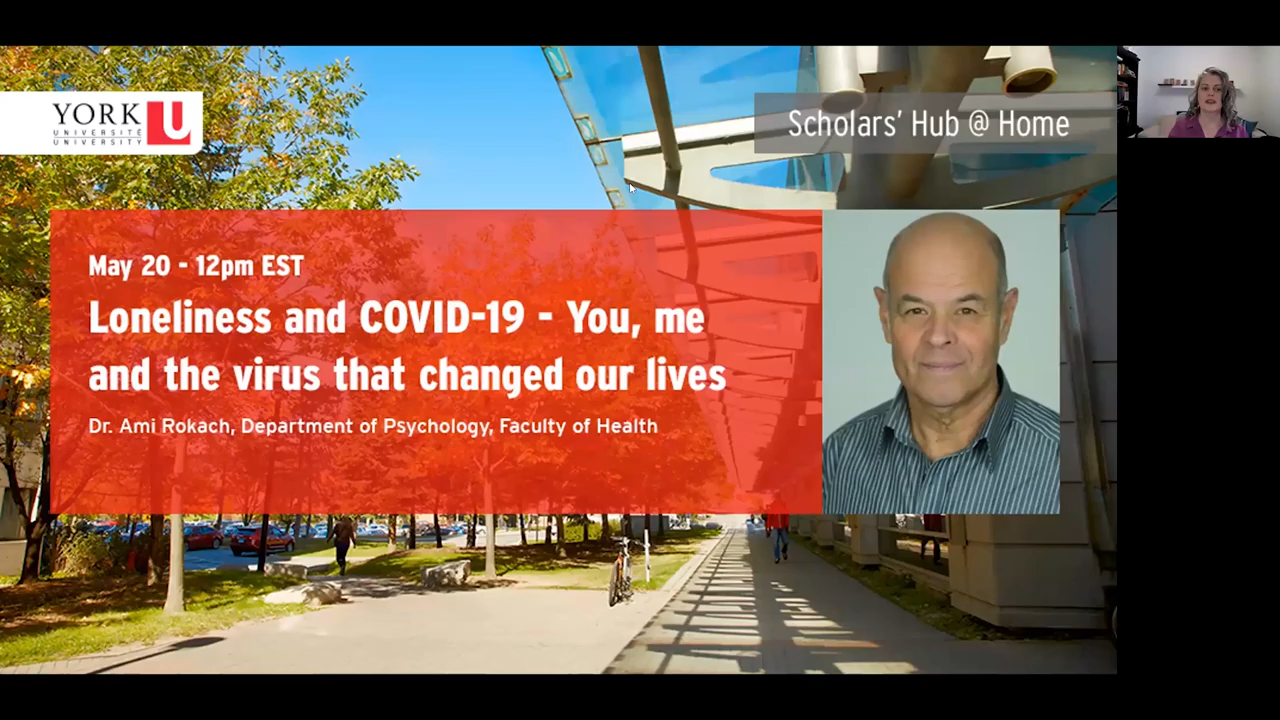 YORK U
UNIVERSITÉ
UNIVERSITY
Scholars' Hub @ Home
May 20 - 12pm EST
Loneliness and COVID-19 - You, me
and the virus that changed our lives
Dr. Ami Rokach, Department of Psychology, Faculty of Health